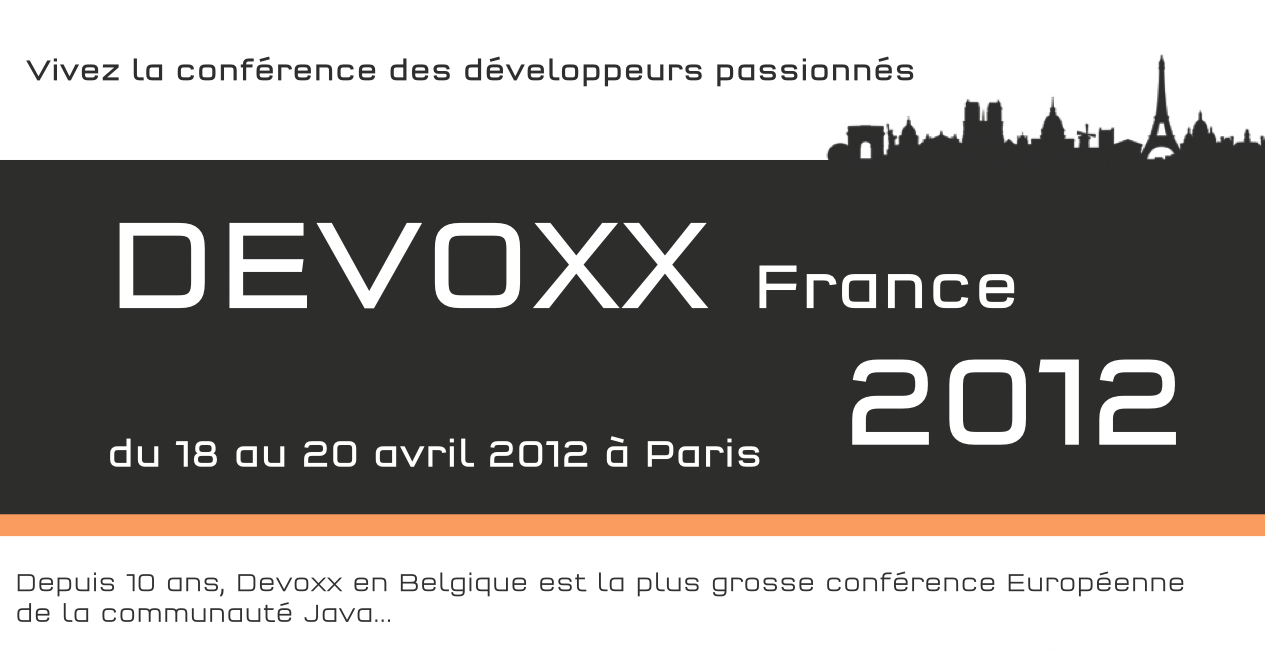 Vivez la conférence des développeurs passionnés
DEVOXX France
2012
du 18 au 20 avril 2012 à Paris
Depuis 10 ans, Devoxx en Belgique est la plus grosse conférence Européenne
de la communauté Java...